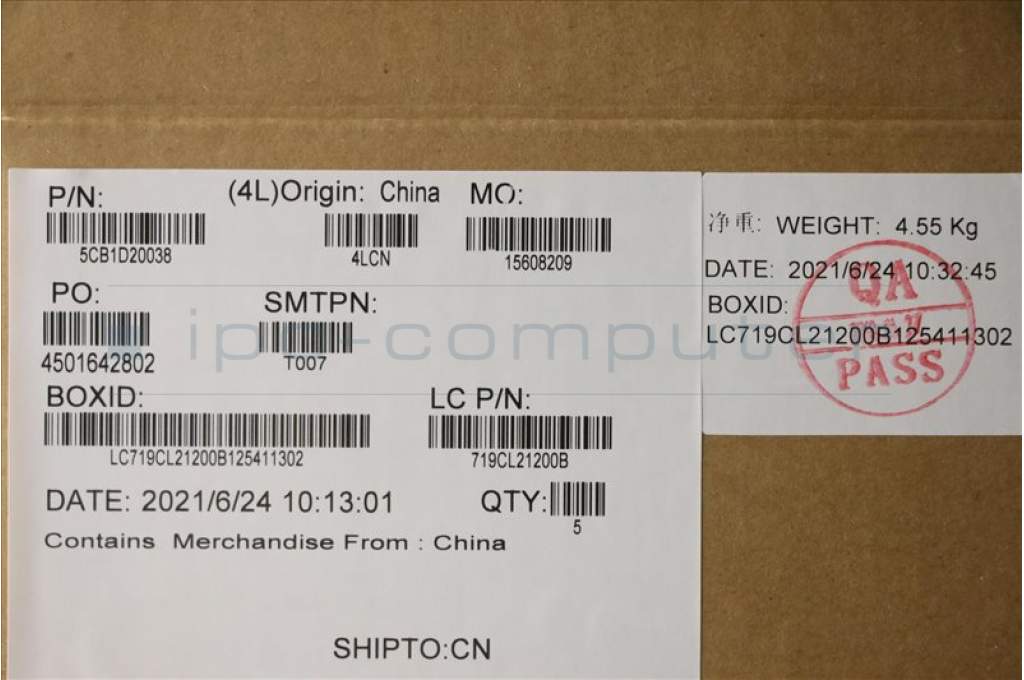 P/N:
5CB1D20038
(4L)Origin: China
4LCN
MO:
15608209
PO:
4501642802
SMTPN:
T007
BOXID:
LC719CL21200B125411302
LC P/N:
719CL21200B
DATE: 2021/6/24 10:13:01
QTY:
5
Contains Merchandise From : China
SHIPTO:CN
净重: WEIGHT: 4.55 Kg
DATE: 2021/6/24 10:32:45
BOXID:
LC719CL21200B125411302
QA
PASS
ipc-computer